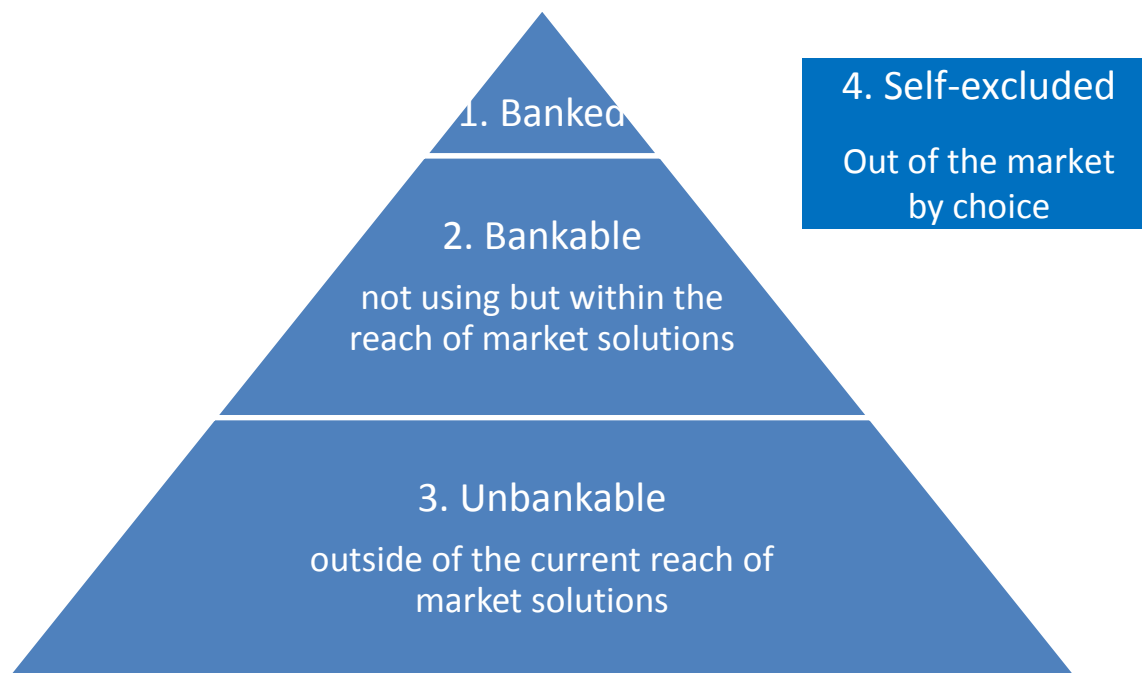 1. Banked
4. Self-excluded
Out of the market
by choice
2. Bankable
not using but within the
reach of market solutions
3. Unbankable
outside of the current reach of
market solutions